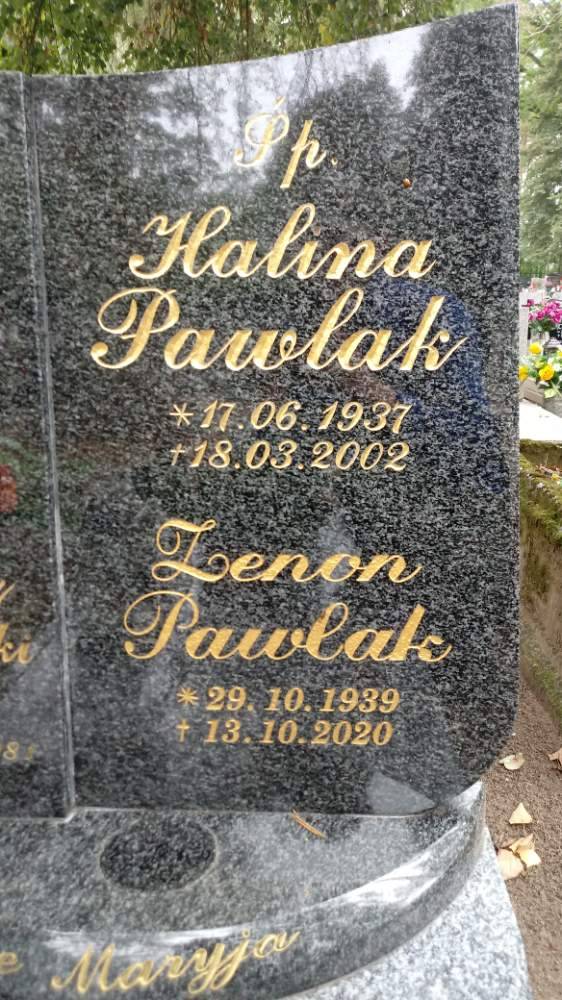 Śp.
Halina
Pawlak
*17.06.1937
†18.03.2002
Zenon
Pawlak
*29.10.1939
†13.10.2020
Maryja